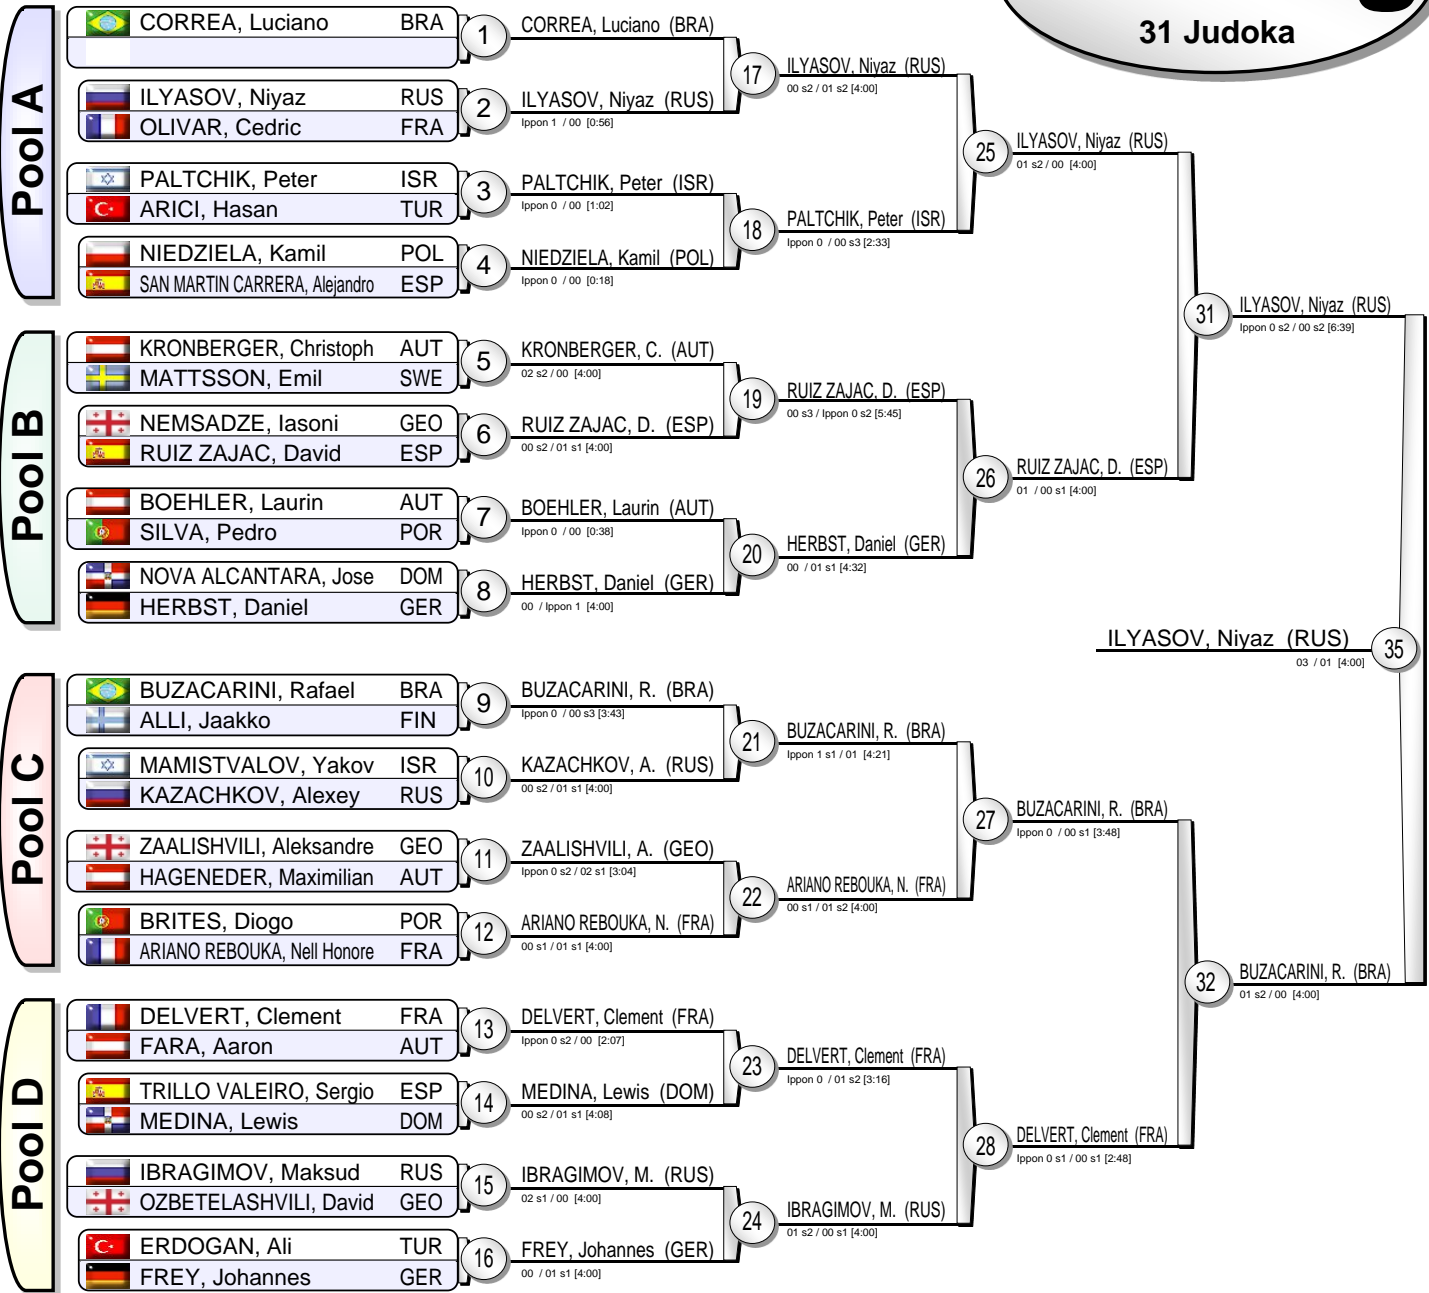 31 Judoka
Pool A
CORREA, Luciano BRA
1
ILYASOV, Niyaz RUS
OLIVAR, Cedric FRA
2
PALTCHIK, Peter ISR
ARICI, Hasan TUR
3
NIEDZIELA, Kamil POL
SAN MARTIN CARRERA, Alejandro ESP
4
Pool B
KRONBERGER, Christoph AUT
MATTSSON, Emil SWE
5
NEMSADZE, Iasoni GEO
RUIZ ZAJAC, David ESP
6
BOEHLER, Laurin AUT
SILVA, Pedro POR
7
NOVA ALCANTARA, Jose DOM
HERBST, Daniel GER
8
Pool C
BUZACARINI, Rafael BRA
ALLI, Jaakko FIN
9
MAMISTVALOV, Yakov ISR
KAZACHKOV, Alexey RUS
10
ZAALISHVILI, Aleksandre GEO
HAGENEDER, Maximilian AUT
11
BRITES, Diogo POR
ARIANO REBOUKA, Nell Honore FRA
12
Pool D
DELVERT, Clement FRA
FARA, Aaron AUT
13
TRILLO VALEIRO, Sergio ESP
MEDINA, Lewis DOM
14
IBRAGIMOV, Maksud RUS
OZBETELASHVILI, David GEO
15
ERDOGAN, Ali TUR
FREY, Johannes GER
16
CORREA, Luciano (BRA)
ILYASOV, Niyaz (RUS)
Ippon 1 / 00 [0:56]
17
PALTCHIK, Peter (ISR)
Ippon 0 / 00 [1:02]
NIEDZIELA, Kamil (POL)
Ippon 0 / 00 [0:18]
18
KRONBERGER, C. (AUT)
02 s2 / 00 [4:00]
RUIZ ZAJAC, D. (ESP)
00 s2 / 01 s1 [4:00]
19
BOEHLER, Laurin (AUT)
Ippon 0 / 00 [0:38]
HERBST, Daniel (GER)
00 / Ippon 1 [4:00]
20
BUZACARINI, R. (BRA)
Ippon 0 / 00 s3 [3:43]
KAZACHKOV, A. (RUS)
00 s2 / 01 s1 [4:00]
21
ZAALISHVILI, A. (GEO)
Ippon 0 s2 / 02 s1 [3:04]
ARIANO REBOUKA, N. (FRA)
00 s1 / 01 s1 [4:00]
22
DELVERT, Clement (FRA)
Ippon 0 s2 / 00 [2:07]
MEDINA, Lewis (DOM)
00 s2 / 01 s1 [4:08]
23
IBRAGIMOV, M. (RUS)
02 s1 / 00 [4:00]
FREY, Johannes (GER)
00 / 01 s1 [4:00]
24
ILYASOV, Niyaz (RUS)
00 s2 / 01 s2 [4:00]
PALTCHIK, Peter (ISR)
Ippon 0 / 00 s3 [2:33]
25
RUIZ ZAJAC, D. (ESP)
00 s3 / Ippon 0 s2 [5:45]
HERBST, Daniel (GER)
00 / 01 s1 [4:32]
26
BUZACARINI, R. (BRA)
Ippon 1 s1 / 01 [4:21]
ARIANO REBOUKA, N. (FRA)
00 s1 / 01 s2 [4:00]
27
DELVERT, Clement (FRA)
Ippon 0 / 01 s2 [3:16]
IBRAGIMOV, M. (RUS)
01 s2 / 00 s1 [4:00]
28
ILYASOV, Niyaz (RUS)
01 s2 / 00 [4:00]
RUIZ ZAJAC, D. (ESP)
01 / 00 s1 [4:00]
31
BUZACARINI, R. (BRA)
Ippon 0 / 00 s1 [3:48]
DELVERT, Clement (FRA)
Ippon 0 s1 / 00 s1 [2:48]
32
ILYASOV, Niyaz (RUS)
Ippon 0 s2 / 00 s2 [6:39]
BUZACARINI, R. (BRA)
01 s2 / 00 [4:00]
ILYASOV, Niyaz (RUS)
03 / 01 [4:00]
35